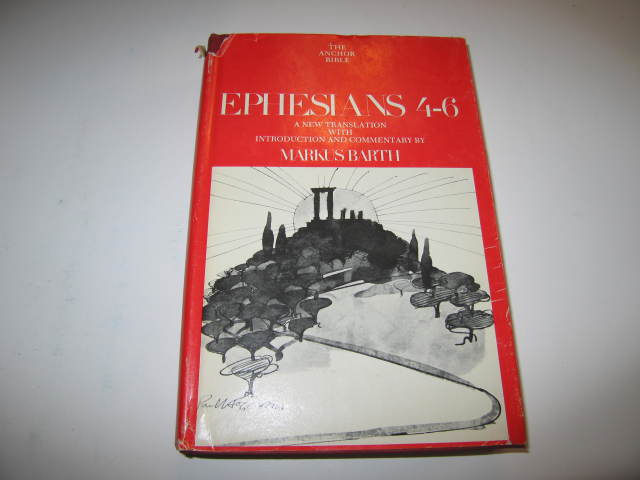 THE
ANCHOR
BIBLE
EPHESIANS 4-6
A NEW TRANSLATION
WITH
INTRODUCTION AND COMMENTARY BY
MARKUS BARTH